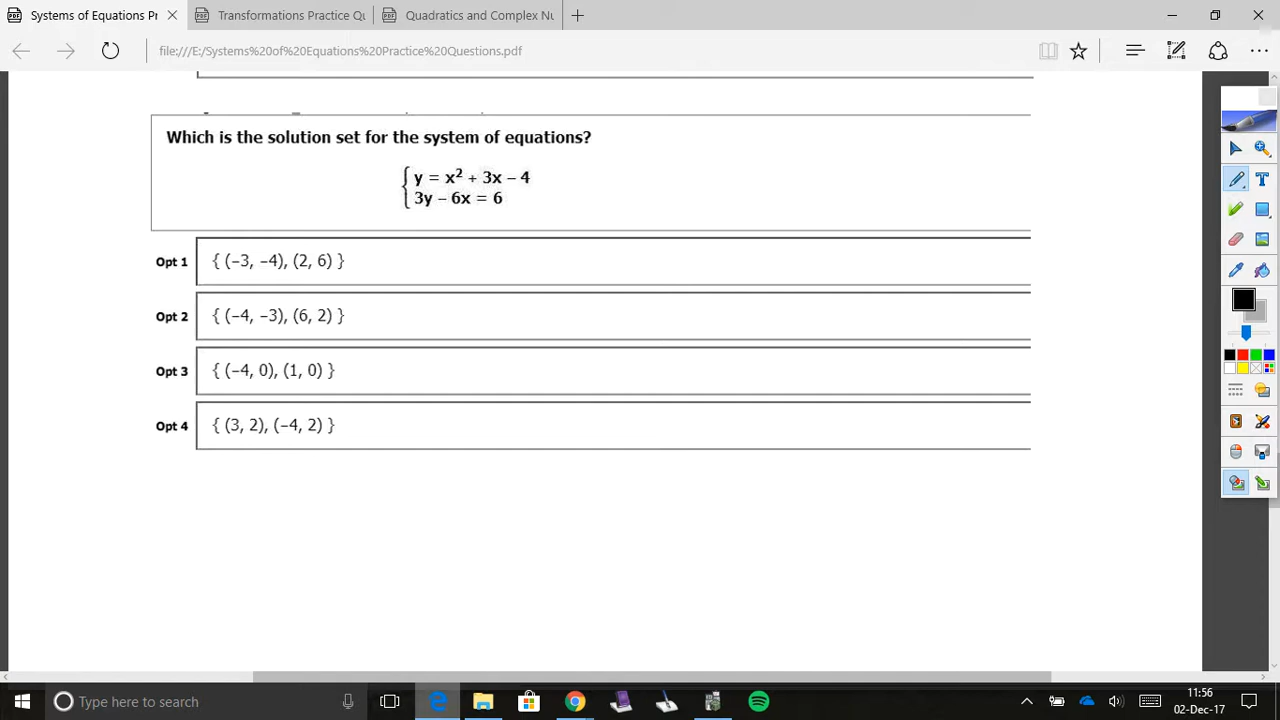 Systems of Equations Pr
Transformations Practice Qu
Quadratics and Complex Nu
file:///E:/Systems%20of%20Equations%20Practice%20Questions.pdf
Which is the solution set for the system of equations?
y = x² + 3x – 4
3y – 6x = 6
Opt 1 { (–3, –4), (2, 6) }
Opt 2 { (–4, –3), (6, 2) }
Opt 3 { (–4, 0), (1, 0) }
Opt 4 { (3, 2), (–4, 2) }
T
Type here to search
11:56
02-Dec-17